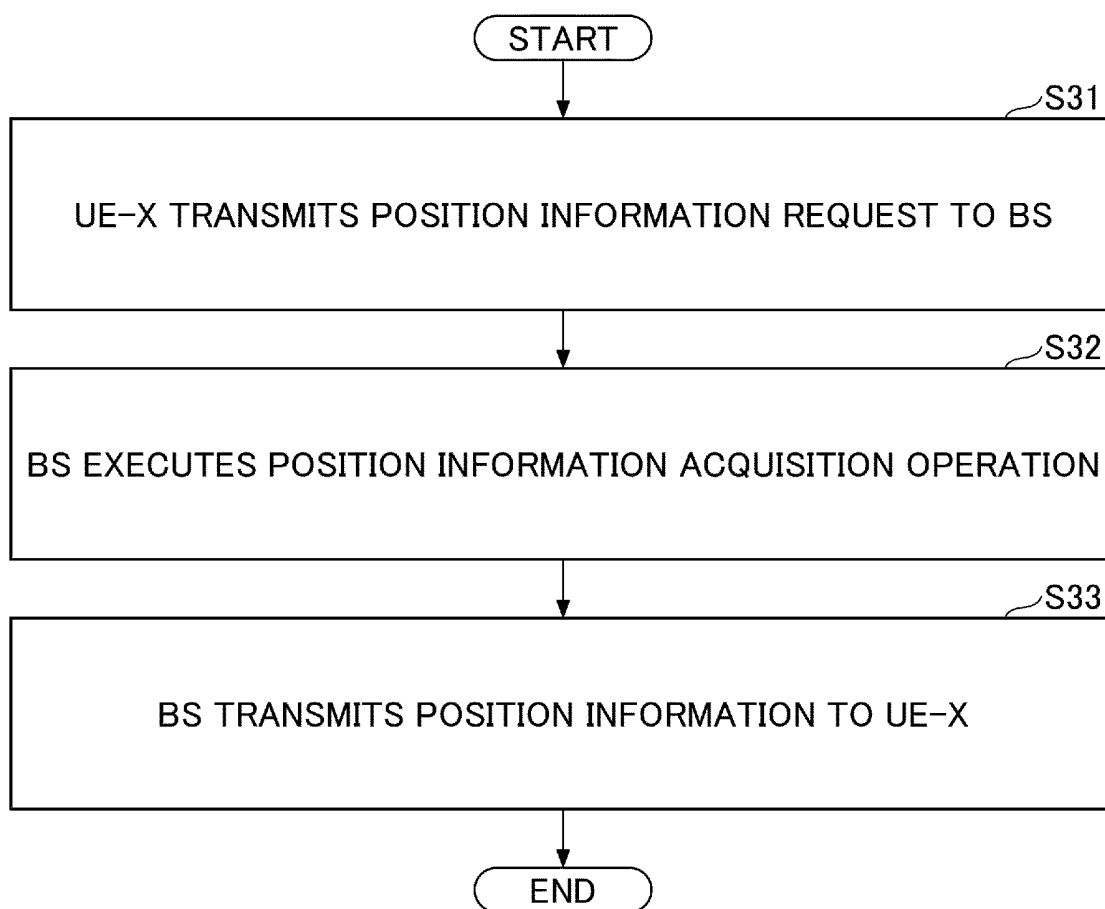 START
S31
UE-X TRANSMITS POSITION INFORMATION REQUEST TO BS
S32
BS EXECUTES POSITION INFORMATION ACQUISITION OPERATION
S33
BS TRANSMITS POSITION INFORMATION TO UE-X
END